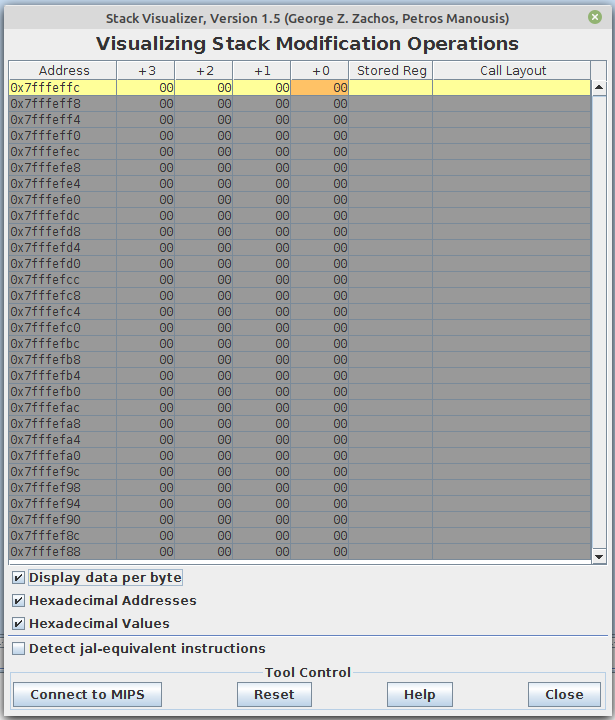 Stack Visualizer, Version 1.5 (George Z. Zachos, Petros Manousis)
Visualizing Stack Modification Operations
Address +3 +2 +1 +0 Stored Reg Call Layout
0x7fffeffc 00 00 00 00
0x7fffeff8 00 00 00 00
0x7fffeff4 00 00 00 00
0x7fffeff0 00 00 00 00
0x7fffefec 00 00 00 00
0x7fffefe8 00 00 00 00
0x7fffefe4 00 00 00 00
0x7fffefe0 00 00 00 00
0x7fffefdc 00 00 00 00
0x7fffefd8 00 00 00 00
0x7fffefd4 00 00 00 00
0x7fffefd0 00 00 00 00
0x7fffefcc 00 00 00 00
0x7fffefc8 00 00 00 00
0x7fffefc4 00 00 00 00
0x7fffefc0 00 00 00 00
0x7fffefbc 00 00 00 00
0x7fffefb8 00 00 00 00
0x7fffefb4 00 00 00 00
0x7fffefb0 00 00 00 00
0x7fffefac 00 00 00 00
0x7fffefa8 00 00 00 00
0x7fffefa4 00 00 00 00
0x7fffefa0 00 00 00 00
0x7fffef9c 00 00 00 00
0x7fffef98 00 00 00 00
0x7fffef94 00 00 00 00
0x7fffef90 00 00 00 00
0x7fffef8c 00 00 00 00
0x7fffef88 00 00 00 00
Display data per byte
Hexadecimal Addresses
Hexadecimal Values
Detect jal-equivalent instructions
Tool Control
Connect to MIPS Reset Help Close